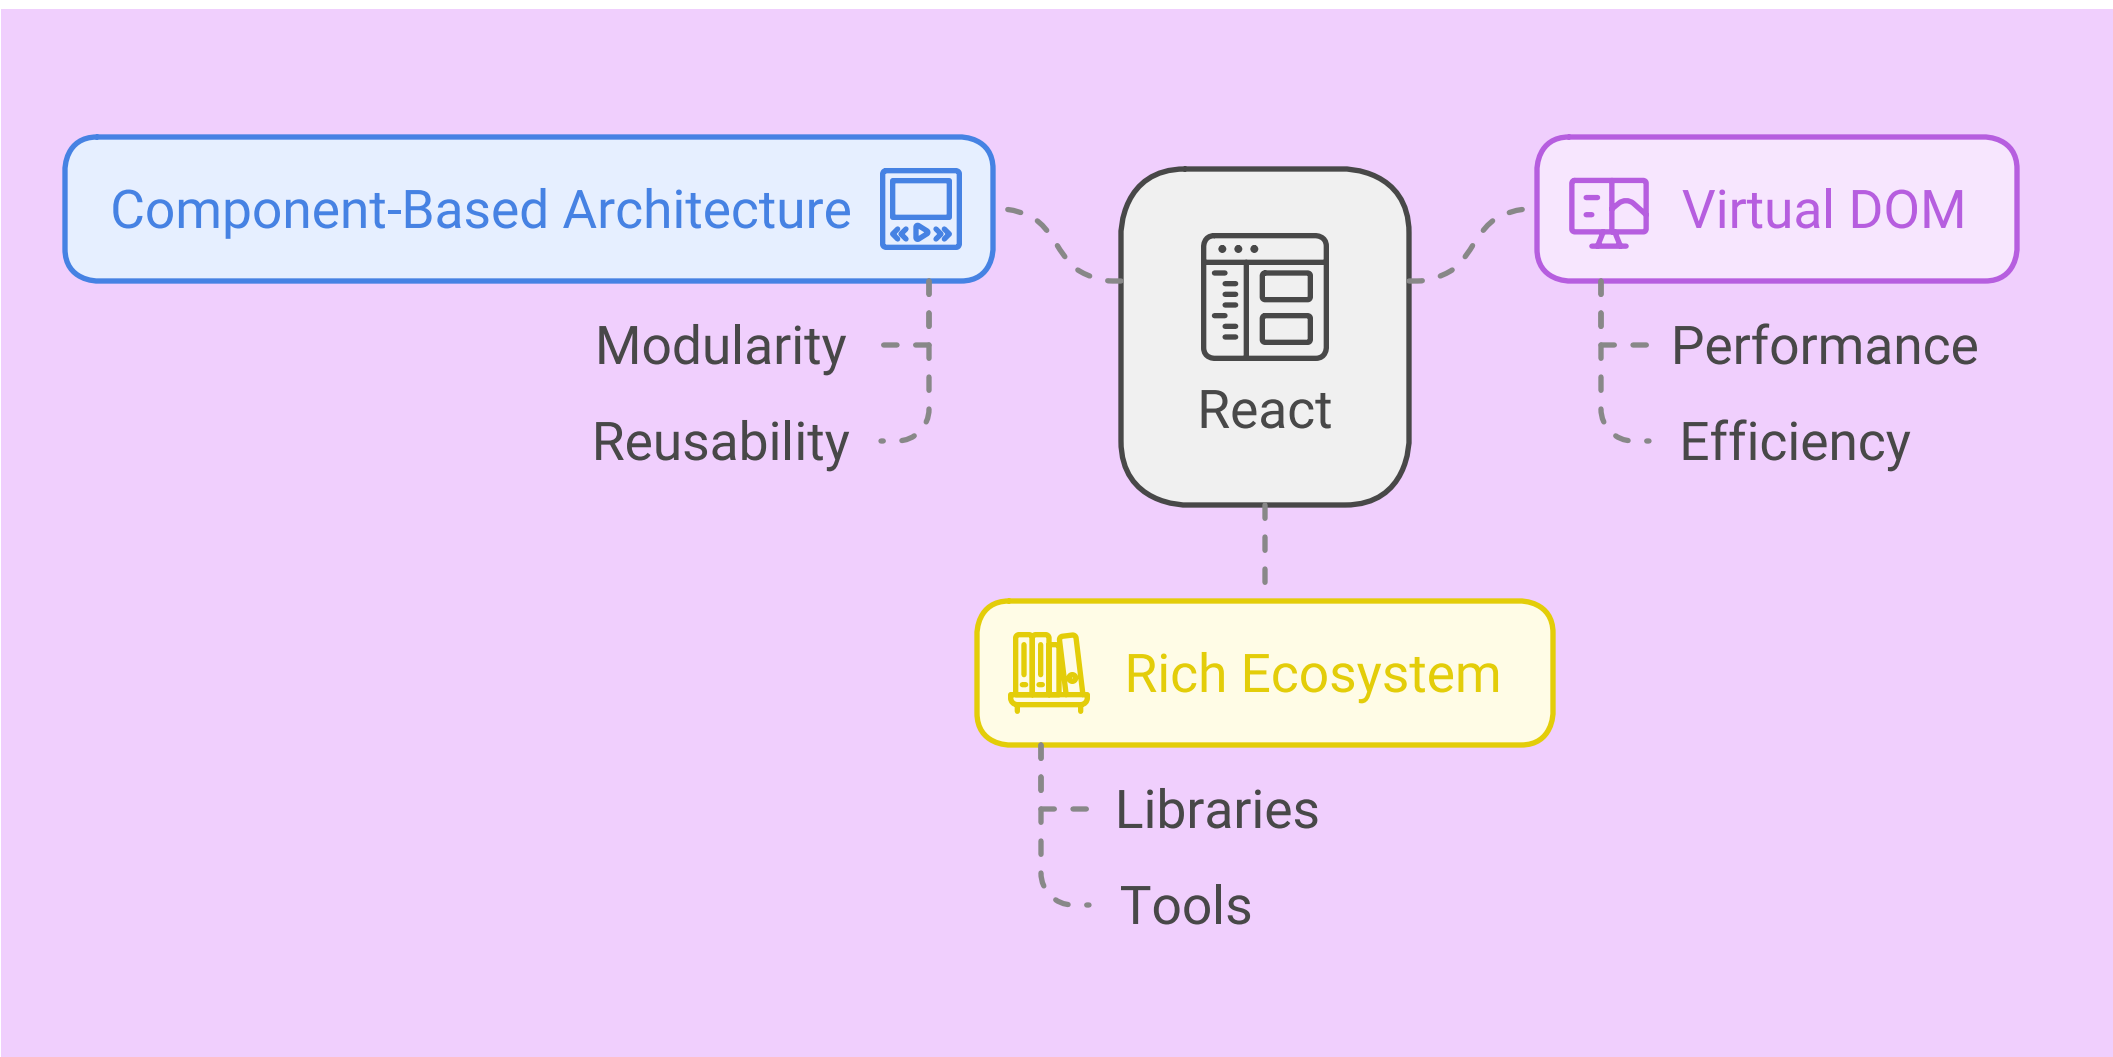 Component-Based Architecture
Modularity
Reusability
React
Virtual DOM
Performance
Efficiency
Rich Ecosystem
Libraries
Tools